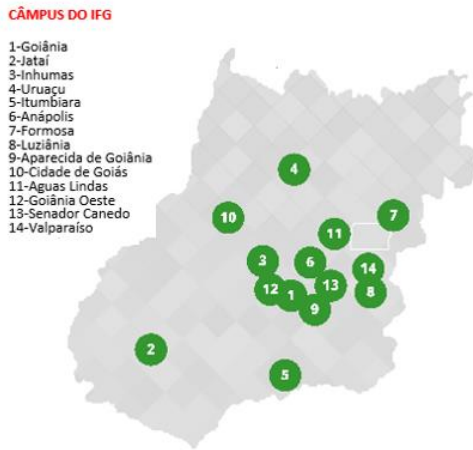 CÂMPUS DO IFG
1-Goiânia
2-Jataí
3-Inhumas
4-Uruaçu
5-Itumbiara
6-Anápolis
7-Formosa
8-Luziânia
9-Aparecida de Goiânia
10-Cidade de Goiás
11-Aguas Lindas
12-Goiânia Oeste
13-Senador Canedo
14-Valparaíso
4
10
7
11
3
6
14
12
1
13
8
9
2
5